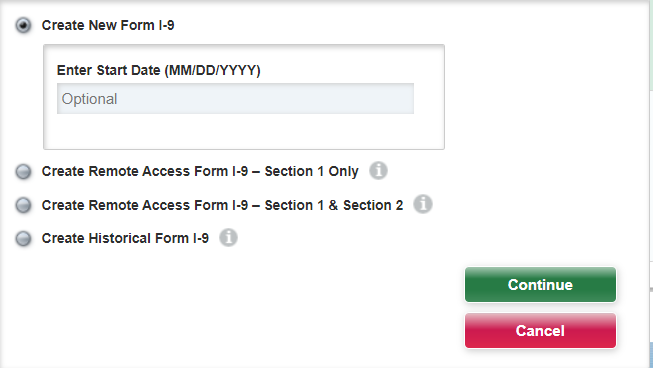 Create New Form I-9
Enter Start Date (MM/DD/YYYY)
Optional
Create Remote Access Form I-9 – Section 1 Only
Create Remote Access Form I-9 – Section 1 & Section 2
Create Historical Form I-9
Continue
Cancel